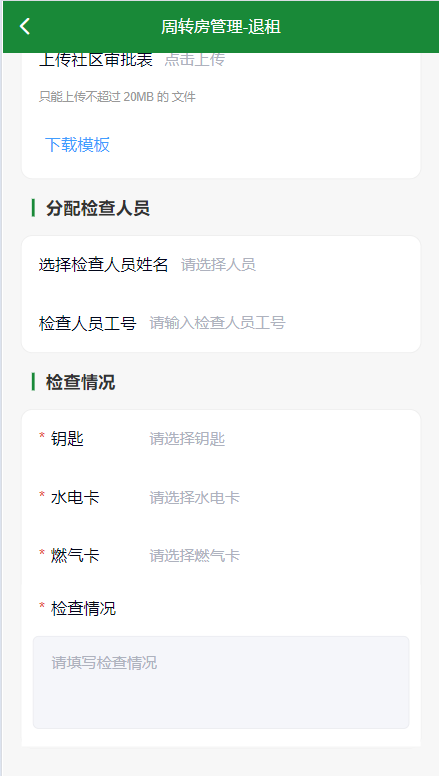 周转房管理-退租
上传社区审批表 点击上传
只能上传不超过 20MB 的 文件
下载模板
分配检查人员
选择检查人员姓名 请选择人员
检查人员工号 请输入检查人员工号
检查情况
* 钥匙 请选择钥匙
* 水电卡 请选择水电卡
* 燃气卡 请选择燃气卡
* 检查情况
请填写检查情况